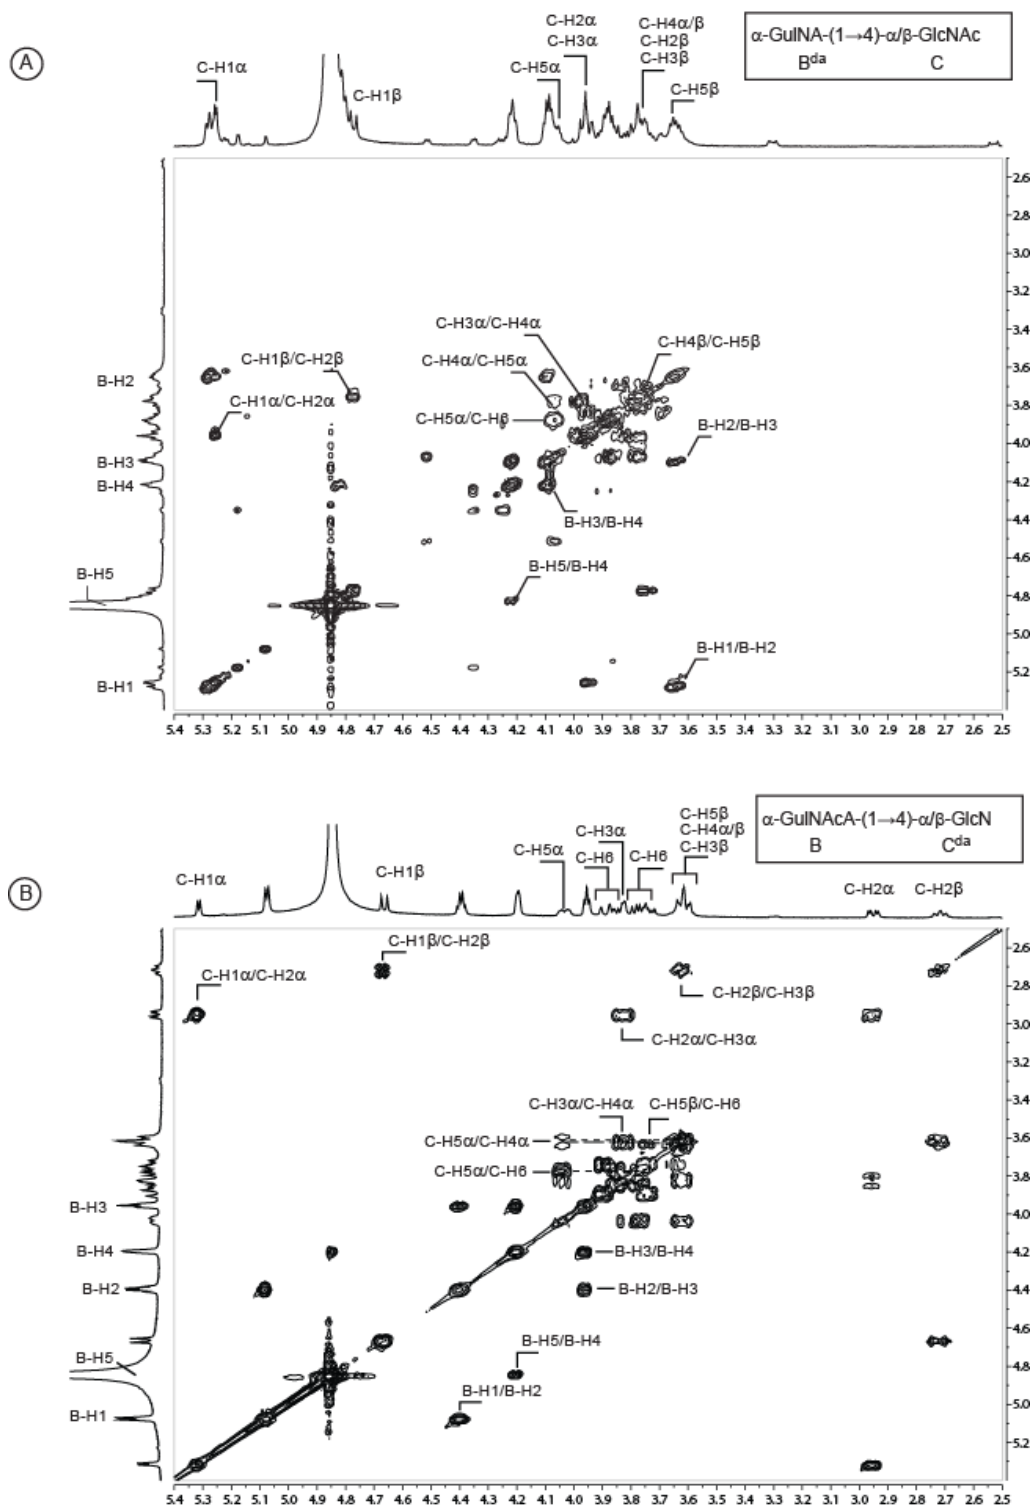 A
C-H2α
C-H3α
C-H4α/β
C-H2β
C-H3β
α-GulNA-(1→4)-α/β-GlcNAc
Bda C
C-H1α
C-H1β
C-H5α
C-H5β
2.6
2.8
3.0
3.2
3.4
3.6
3.8
4.0
4.2
4.4
4.6
4.8
5.0
5.2
C-H3α/C-H4α
C-H1β/C-H2β
C-H4α/C-H5α
C-H4β/C-H5β
B-H2
C-H1α/C-H2α
C-H5α/C-H6
B-H2/B-H3
B-H3
B-H4
B-H3/B-H4
B-H5
B-H5/B-H4
B-H1/B-H2
B-H1
5.4 5.3 5.2 5.1 5.0 4.9 4.8 4.7 4.6 4.5 4.4 4.3 4.2 4.1 4.0 3.9 3.8 3.7 3.6 3.5 3.4 3.3 3.2 3.1 3.0 2.9 2.8 2.7 2.6 2.5
B
C-H5β
C-H4α/β
C-H3β
α-GulNAcA-(1→4)-α/β-GlcN
B Cda
C-H1α
C-H1β
C-H5α
C-H3α
C-H6
C-H6
C-H2α
C-H2β
2.6
2.8
3.0
3.2
3.4
3.6
3.8
4.0
4.2
4.4
4.6
4.8
5.0
5.2
C-H1β/C-H2β
C-H1α/C-H2α
C-H2β/C-H3β
C-H2α/C-H3α
C-H3α/C-H4α
C-H5β/C-H6
C-H5α/C-H4α
C-H5α/C-H6
B-H3
B-H4
B-H3/B-H4
B-H2
B-H2/B-H3
B-H5
B-H5/B-H4
B-H1/B-H2
B-H1
5.4 5.3 5.2 5.1 5.0 4.9 4.8 4.7 4.6 4.5 4.4 4.3 4.2 4.1 4.0 3.9 3.8 3.7 3.6 3.5 3.4 3.3 3.2 3.1 3.0 2.9 2.8 2.7 2.6 2.5